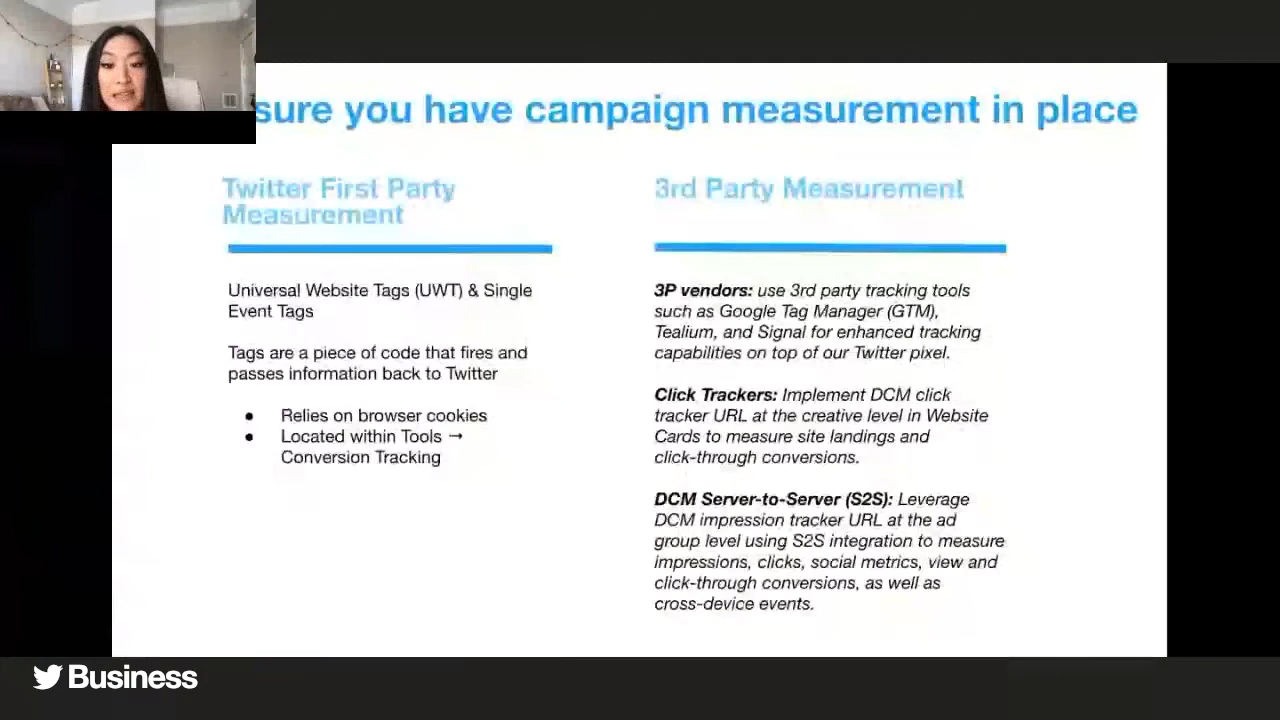 sure you have campaign measurement in place
Twitter First Party
Measurement
Universal Website Tags (UWT) & Single
Event Tags
Tags are a piece of code that fires and
passes information back to Twitter
● Relies on browser cookies
● Located within Tools →
Conversion Tracking
3rd Party Measurement
3P vendors: use 3rd party tracking tools
such as Google Tag Manager (GTM),
Tealium, and Signal for enhanced tracking
capabilities on top of our Twitter pixel.
Click Trackers: Implement DCM click
tracker URL at the creative level in Website
Cards to measure site landings and
click-through conversions.
DCM Server-to-Server (S2S): Leverage
DCM impression tracker URL at the ad
group level using S2S integration to measure
impressions, clicks, social metrics, view and
click-through conversions, as well as
cross-device events.
Business